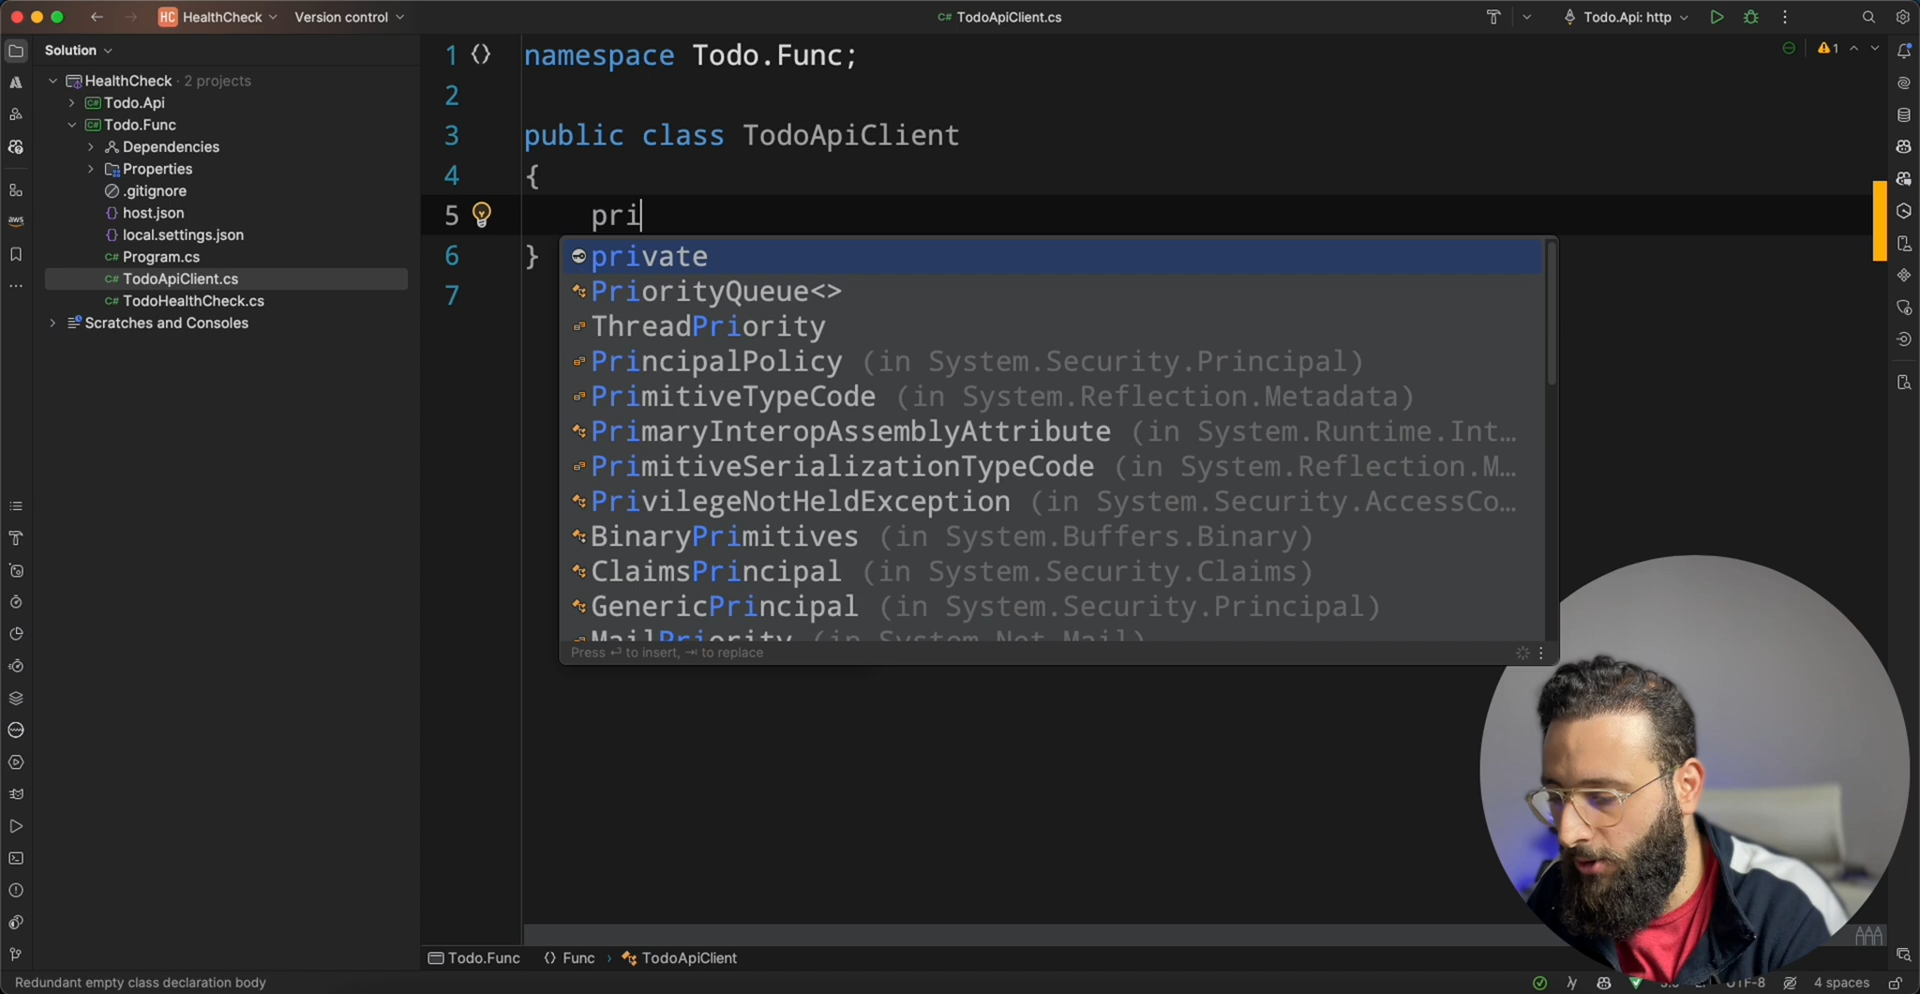 HC HealthCheck
Version control
C# TodoApiClient.cs
Todo.Api: http
Solution
HealthCheck · 2 projects
C# Todo.Api
C# Todo.Func
Dependencies
Properties
.gitignore
{} host.json
{} local.settings.json
C# Program.cs
C# TodoApiClient.cs
C# TodoHealthCheck.cs
Scratches and Consoles
aws
1 {} namespace Todo.Func;
1
2
3 public class TodoApiClient
4 {
5 pri
6 }
7
private
PriorityQueue<>
ThreadPriority
PrincipalPolicy (in System.Security.Principal)
PrimitiveTypeCode (in System.Reflection.Metadata)
PrimaryInteropAssemblyAttribute (in System.Runtime.Int…
PrimitiveSerializationTypeCode (in System.Reflection.M…
PrivilegeNotHeldException (in System.Security.AccessCo…
BinaryPrimitives (in System.Buffers.Binary)
ClaimsPrincipal (in System.Security.Claims)
GenericPrincipal (in System.Security.Principal)
MailPriority (in System.Net.Mail)
Press ↵ to insert, ⇥ to replace
Todo.Func {} Func › TodoApiClient
Redundant empty class declaration body
UTF-8
4 spaces